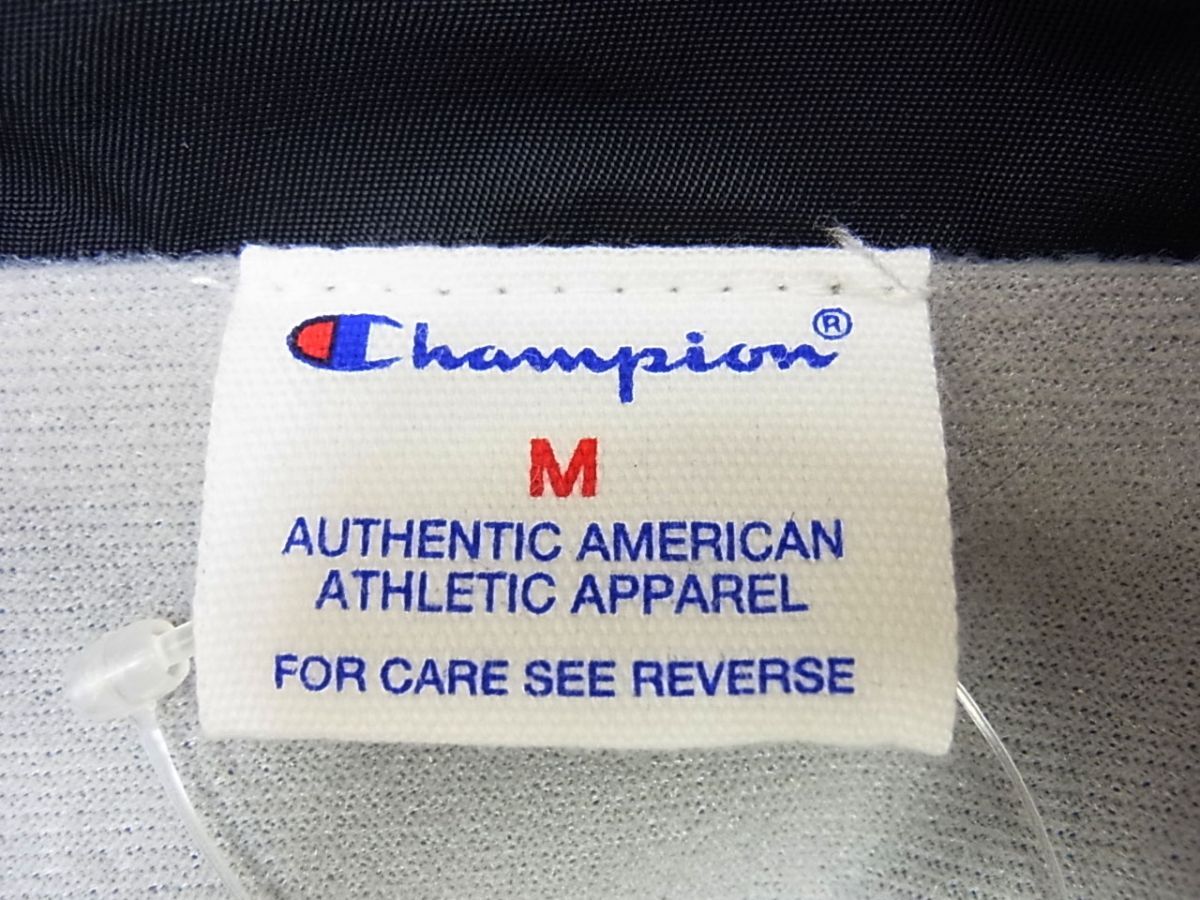 Champion®
M
AUTHENTIC AMERICAN
ATHLETIC APPAREL
FOR CARE SEE REVERSE